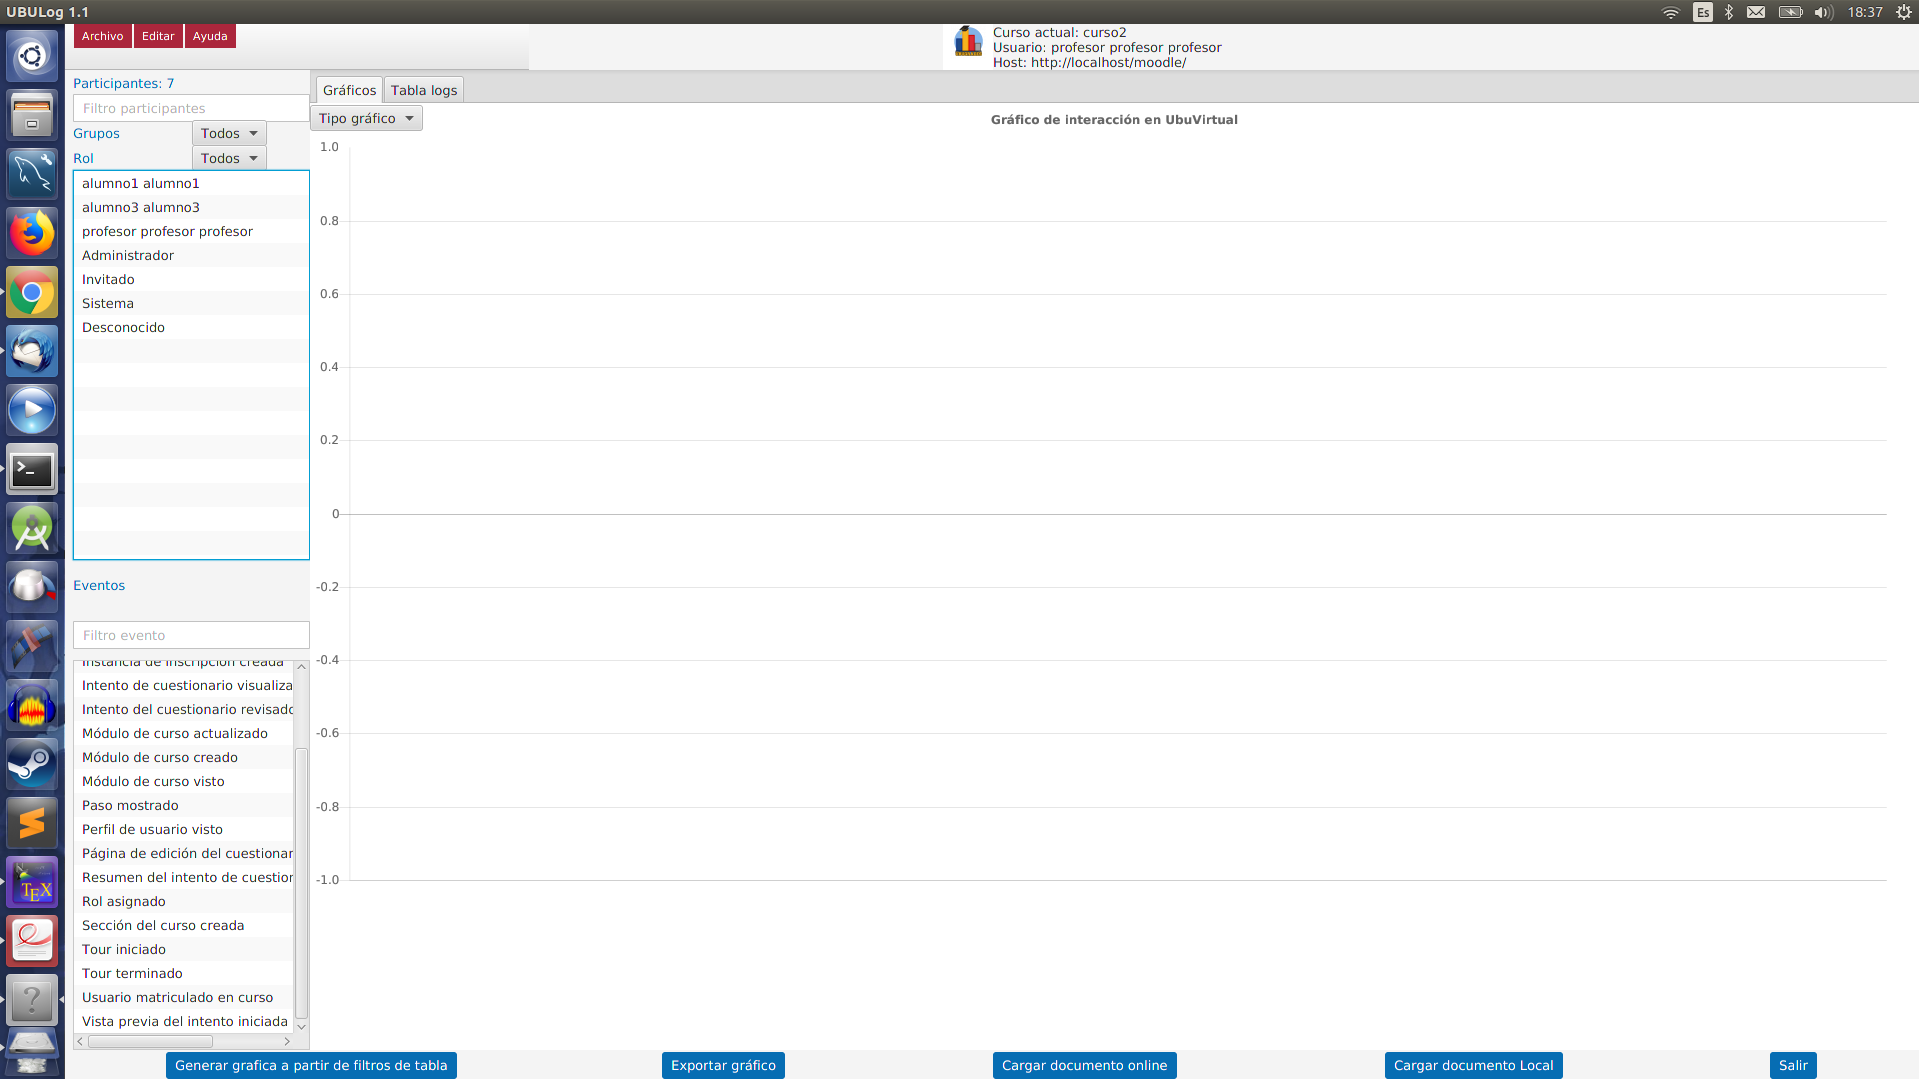 UBULog 1.1
Es
18:37
Archivo
Editar
Ayuda
Curso actual: curso2
Usuario: profesor profesor profesor
Host: http://localhost/moodle/
Participantes: 7
Filtro participantes
Grupos
Todos
Rol
Todos
alumno1 alumno1
alumno3 alumno3
profesor profesor profesor
Administrador
Invitado
Sistema
Desconocido
Eventos
Filtro evento
Instancia de inscripción creada
Intento de cuestionario visualiza
Intento del cuestionario revisado
Módulo de curso actualizado
Módulo de curso creado
Módulo de curso visto
Paso mostrado
Perfil de usuario visto
Página de edición del cuestionar
Resumen del intento de cuestior
Rol asignado
Sección del curso creada
Tour iniciado
Tour terminado
Usuario matriculado en curso
Vista previa del intento iniciada
Gráficos
Tabla logs
Tipo gráfico
Gráfico de interacción en UbuVirtual
1.0
0.8
0.6
0.4
0.2
0
-0.2
-0.4
-0.6
-0.8
-1.0
TEX
Generar grafica a partir de filtros de tabla
Exportar gráfico
Cargar documento online
Cargar documento Local
Salir